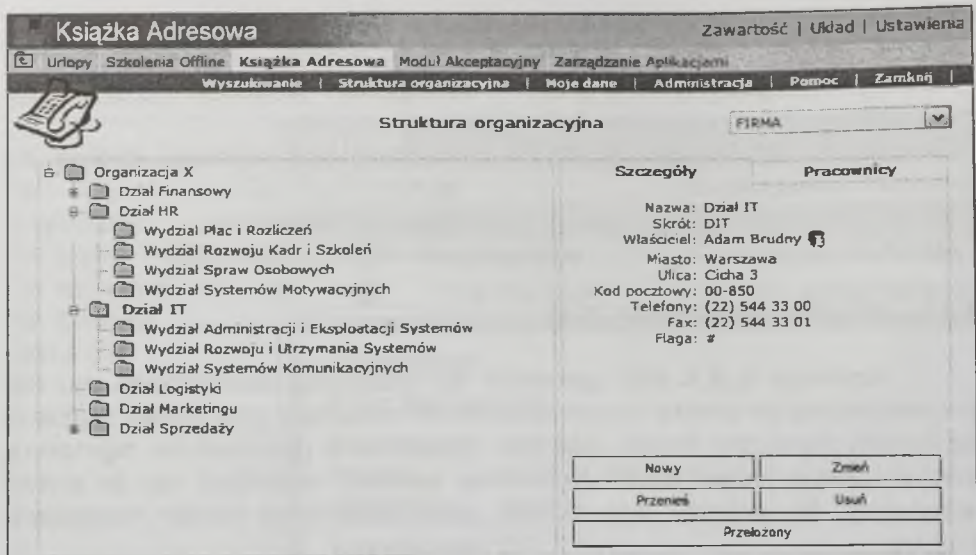 Książka Adresowa
Zawartość | Układ | Ustawienia
Urlopy Szkolenia Offline Książka Adresowa Moduł Akceptacyjny Zarządzanie Aplikacjami
Wyszukiwanie | Struktura organizacyjna | Moje dane | Administracja | Pomoc | Zamknij |
Struktura organizacyjna
FIRMA
Organizacja X
Dział Finansowy
Dział HR
Wydział Płac i Rozliczeń
Wydział Rozwoju Kadr i Szkoleń
Wydział Spraw Osobowych
Wydział Systemów Motywacyjnych
Dział IT
Wydział Administracji i Eksploatacji Systemów
Wydział Rozwoju i Utrzymania Systemów
Wydział Systemów Komunikacyjnych
Dział Logistyki
Dział Marketingu
Dział Sprzedaży
Szczegóły Pracownicy
Nazwa: Dział IT
Skrót: DIT
Właściciel: Adam Brudny
Miasto: Warszawa
Ulica: Cicha 3
Kod pocztowy: 00-850
Telefony: (22) 544 33 00
Fax: (22) 544 33 01
Flaga: #
Nowy Zmień
Przenieś Usuń
Przełożony